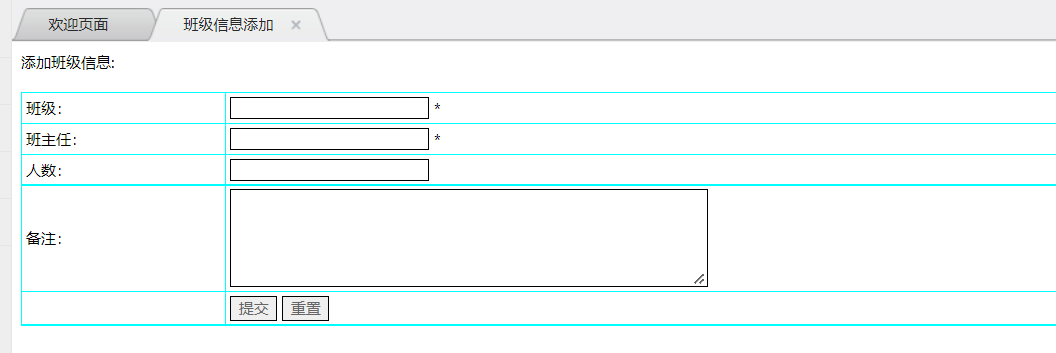 欢迎页面 班级信息添加 ×
添加班级信息:
班级: *
班主任: *
人数:
备注:
提交 重置